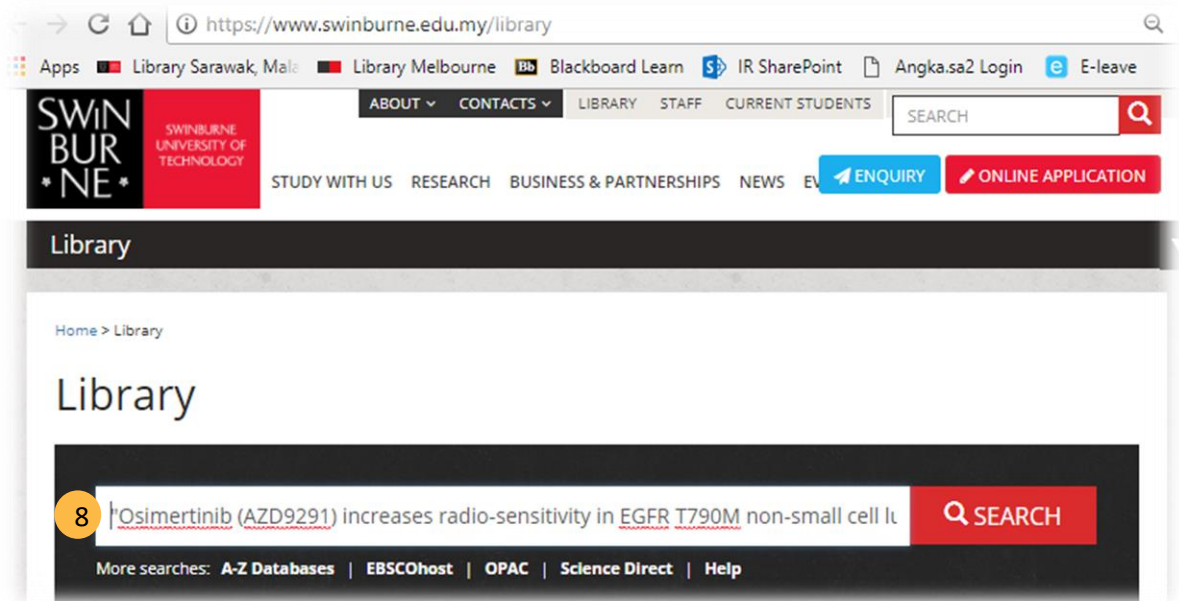 https://www.swinburne.edu.my/library
Apps Library Sarawak, Mala Library Melbourne Bb Blackboard Learn S IR SharePoint Angka.sa2 Login e E-leave
ABOUT CONTACTS LIBRARY STAFF CURRENT STUDENTS SEARCH
SWIN
BUR
*NE*
SWINBURNE
UNIVERSITY OF
TECHNOLOGY
STUDY WITH US RESEARCH BUSINESS & PARTNERSHIPS NEWS ENQUIRY ONLINE APPLICATION
Library
Home > Library
Library
8 "Osimertinib (AZD9291) increases radio-sensitivity in EGFR T790M non-small cell SEARCH
More searches: A-Z Databases | EBSCOhost | OPAC | Science Direct | Help